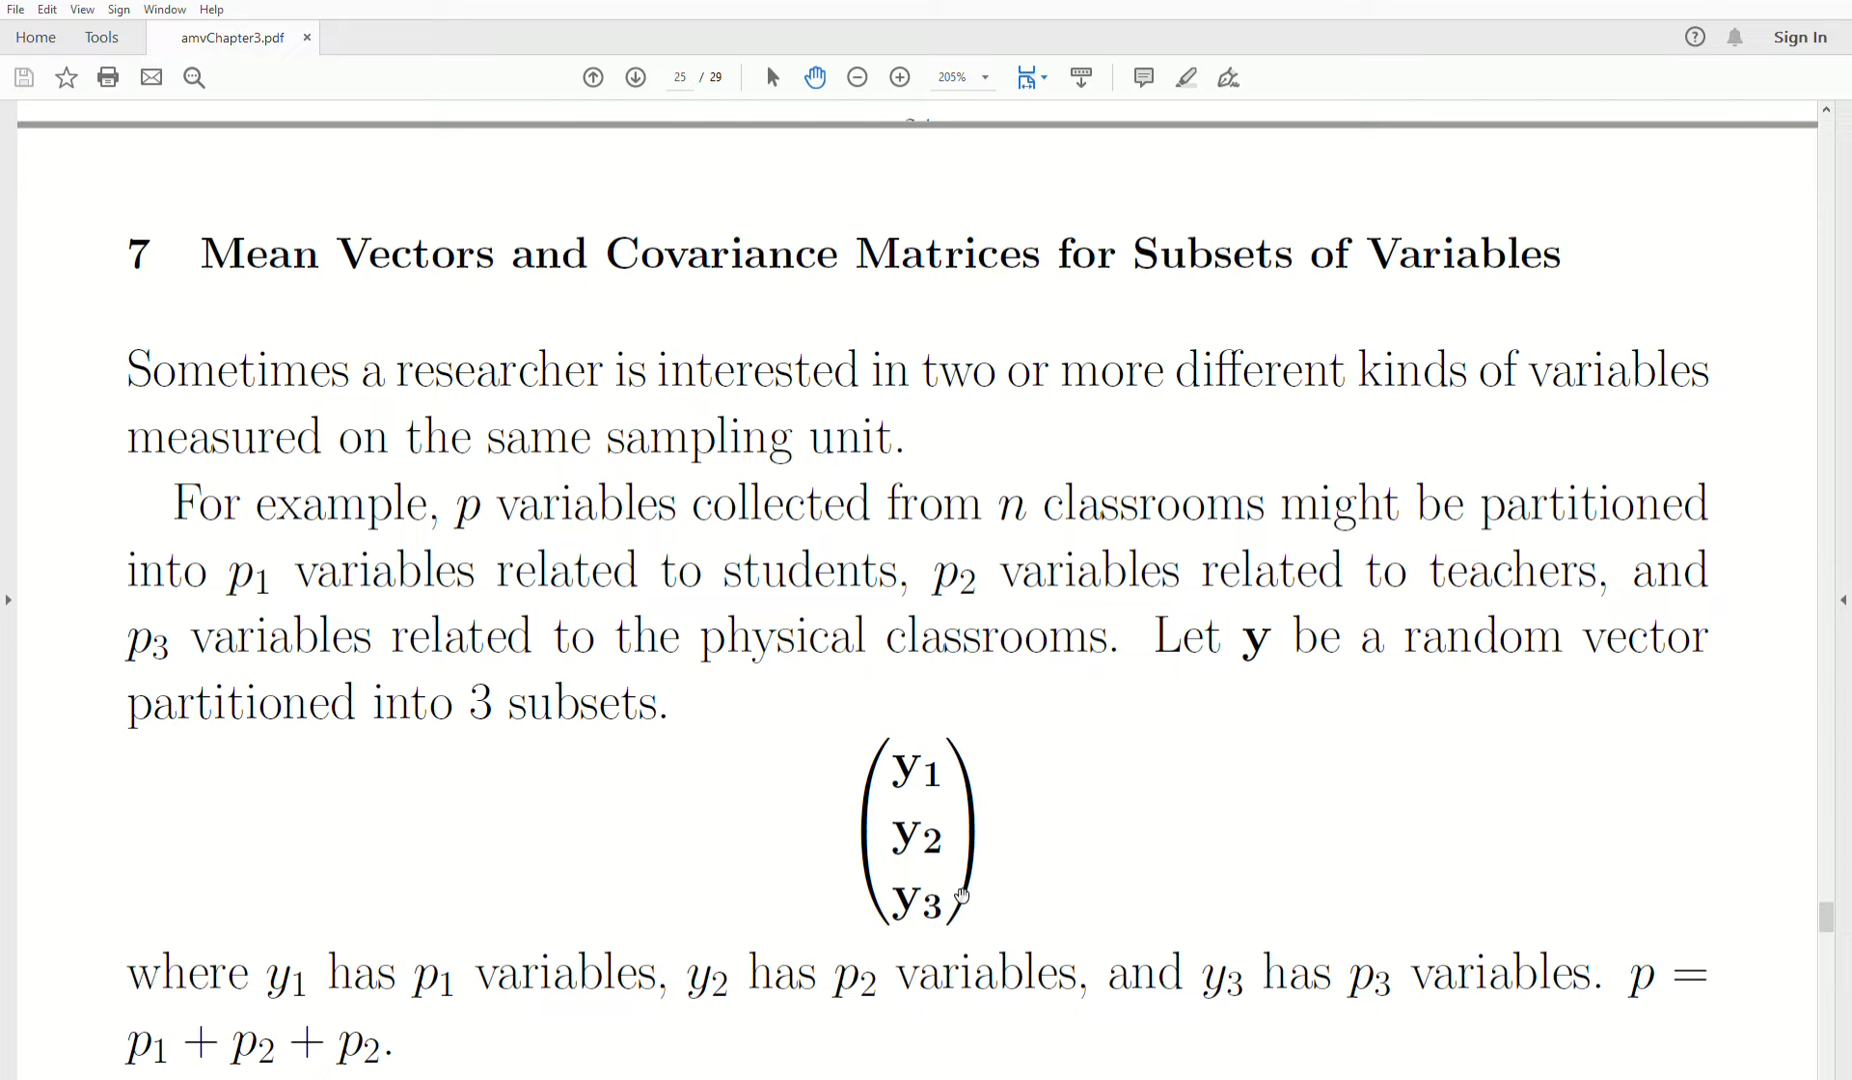 File Edit View Sign Window Help
Home Tools amvChapter3.pdf × Sign In
25 / 29 205%
7 Mean Vectors and Covariance Matrices for Subsets of Variables
Sometimes a researcher is interested in two or more different kinds of variables
measured on the same sampling unit.
For example, p variables collected from n classrooms might be partitioned
into p₁ variables related to students, p₂ variables related to teachers, and
p₃ variables related to the physical classrooms. Let y be a random vector
partitioned into 3 subsets.
y₁
y₂
y₃
where y₁ has p₁ variables, y₂ has p₂ variables, and y₃ has p₃ variables. p =
p₁ + p₂ + p₂.